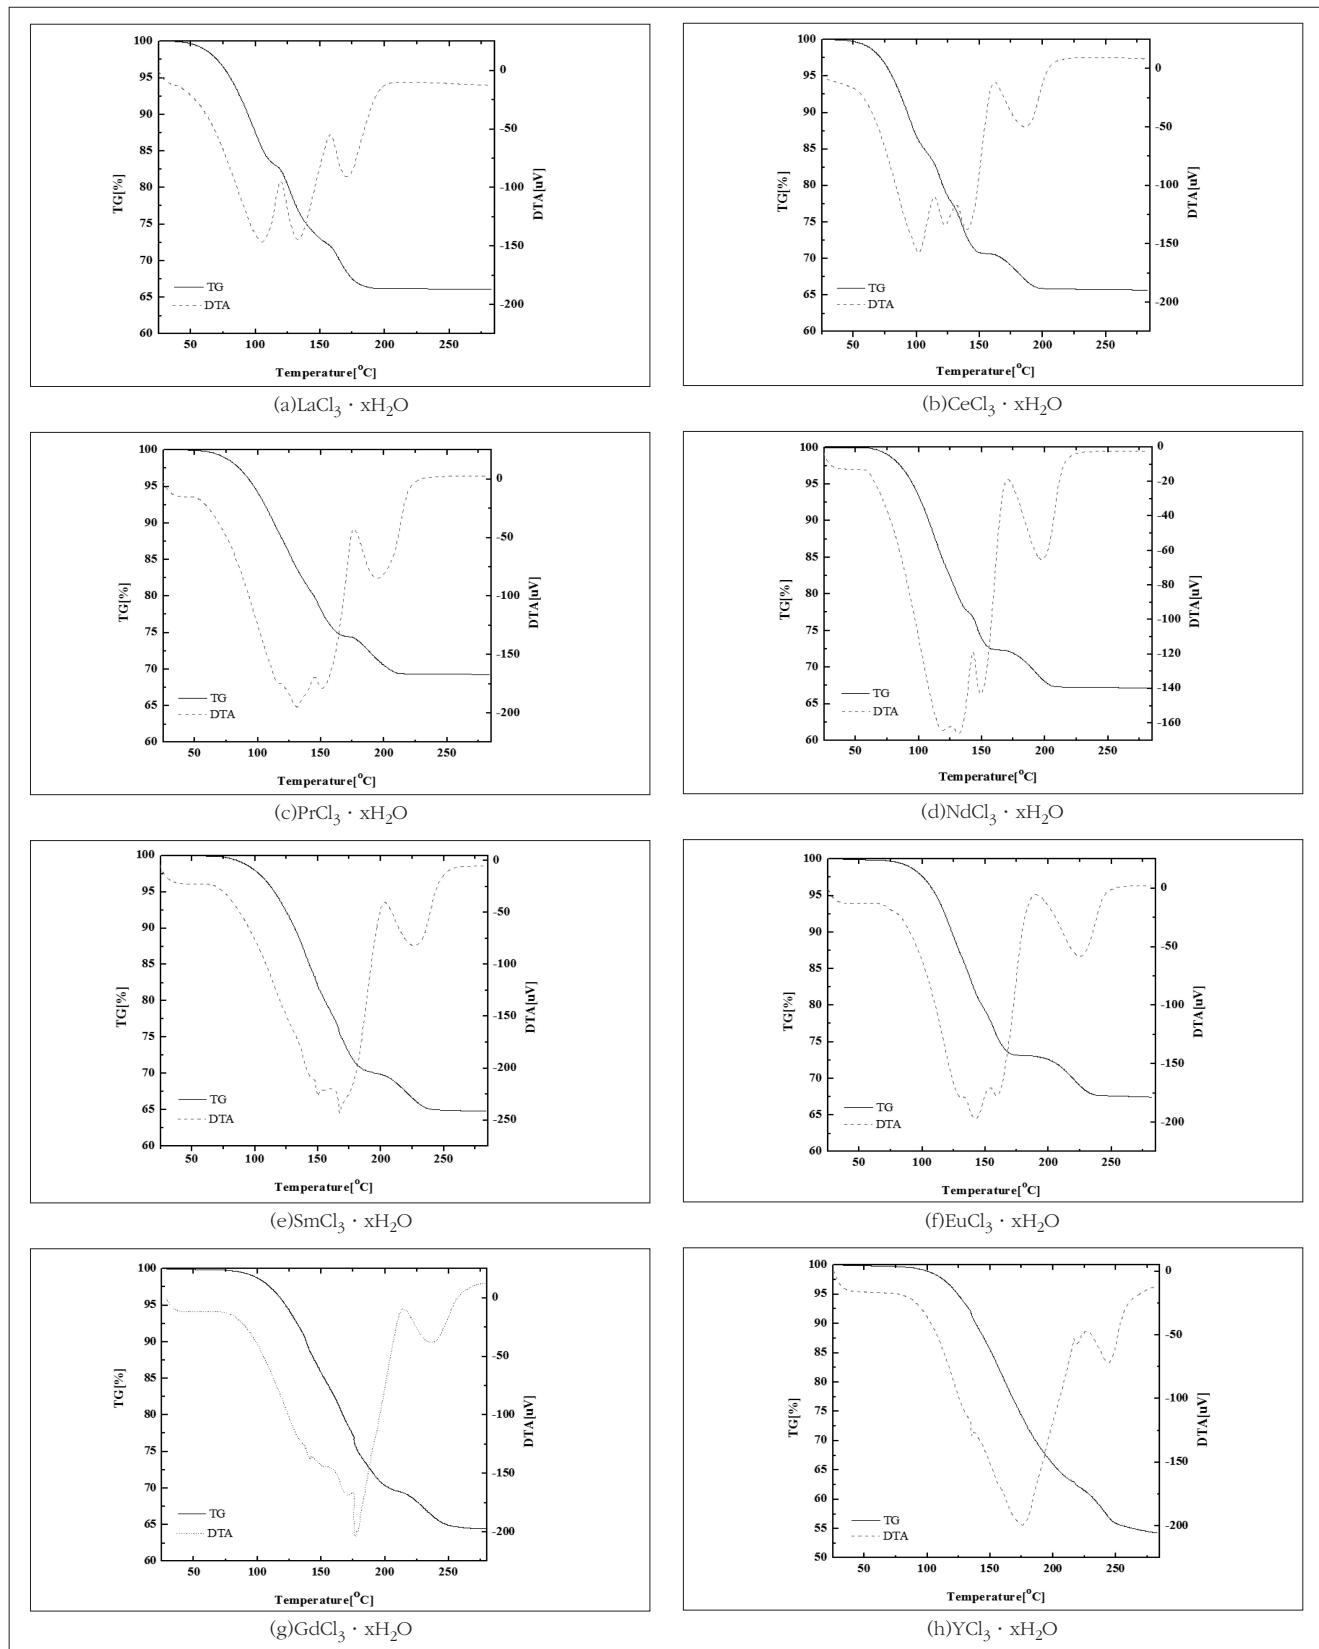 100
95
90
85
80
75
70
65
60
TG[%]
0
-50
-100
-150
-200
DTA[uV]
TG
DTA
50 100 150 200 250
Temperature[°C]
(a)LaCl₃ · xH₂O
100
95
90
85
80
75
70
65
60
TG[%]
0
-50
-100
-150
-200
DTA[uV]
TG
DTA
50 100 150 200 250
Temperature[°C]
(b)CeCl₃ · xH₂O
100
95
90
85
80
75
70
65
60
TG[%]
0
-50
-100
-150
-200
DTA[uV]
TG
DTA
50 100 150 200 250
Temperature[°C]
(c)PrCl₃ · xH₂O
100
95
90
85
80
75
70
65
60
TG[%]
0
-20
-40
-60
-80
-100
-120
-140
-160
DTA[uV]
TG
DTA
50 100 150 200 250
Temperature[°C]
(d)NdCl₃ · xH₂O
100
95
90
85
80
75
70
65
60
TG[%]
0
-50
-100
-150
-200
-250
DTA[uV]
TG
DTA
50 100 150 200 250
Temperature[°C]
(e)SmCl₃ · xH₂O
100
95
90
85
80
75
70
65
60
TG[%]
0
-50
-100
-150
-200
DTA[uV]
TG
DTA
50 100 150 200 250
Temperature[°C]
(f)EuCl₃ · xH₂O
100
95
90
85
80
75
70
65
60
TG[%]
0
-50
-100
-150
-200
DTA[uV]
TG
DTA
50 100 150 200 250
Temperature[°C]
(g)GdCl₃ · xH₂O
100
95
90
85
80
75
70
65
60
55
50
TG[%]
0
-50
-100
-150
-200
DTA[uV]
TG
DTA
50 100 150 200 250
Temperature[°C]
(h)YCl₃ · xH₂O